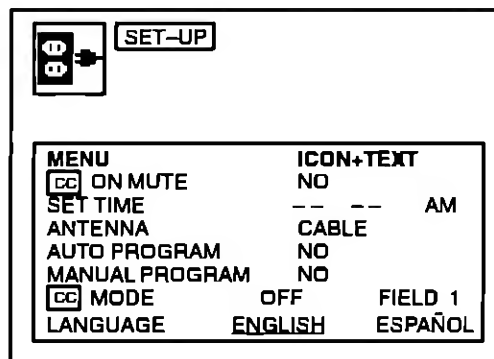 SET-UP
MENU ICON+TEXT
CC ON MUTE NO
SET TIME -- -- AM
ANTENNA CABLE
AUTO PROGRAM NO
MANUAL PROGRAM NO
CC MODE OFF FIELD 1
LANGUAGE ENGLISH ESPAÑOL